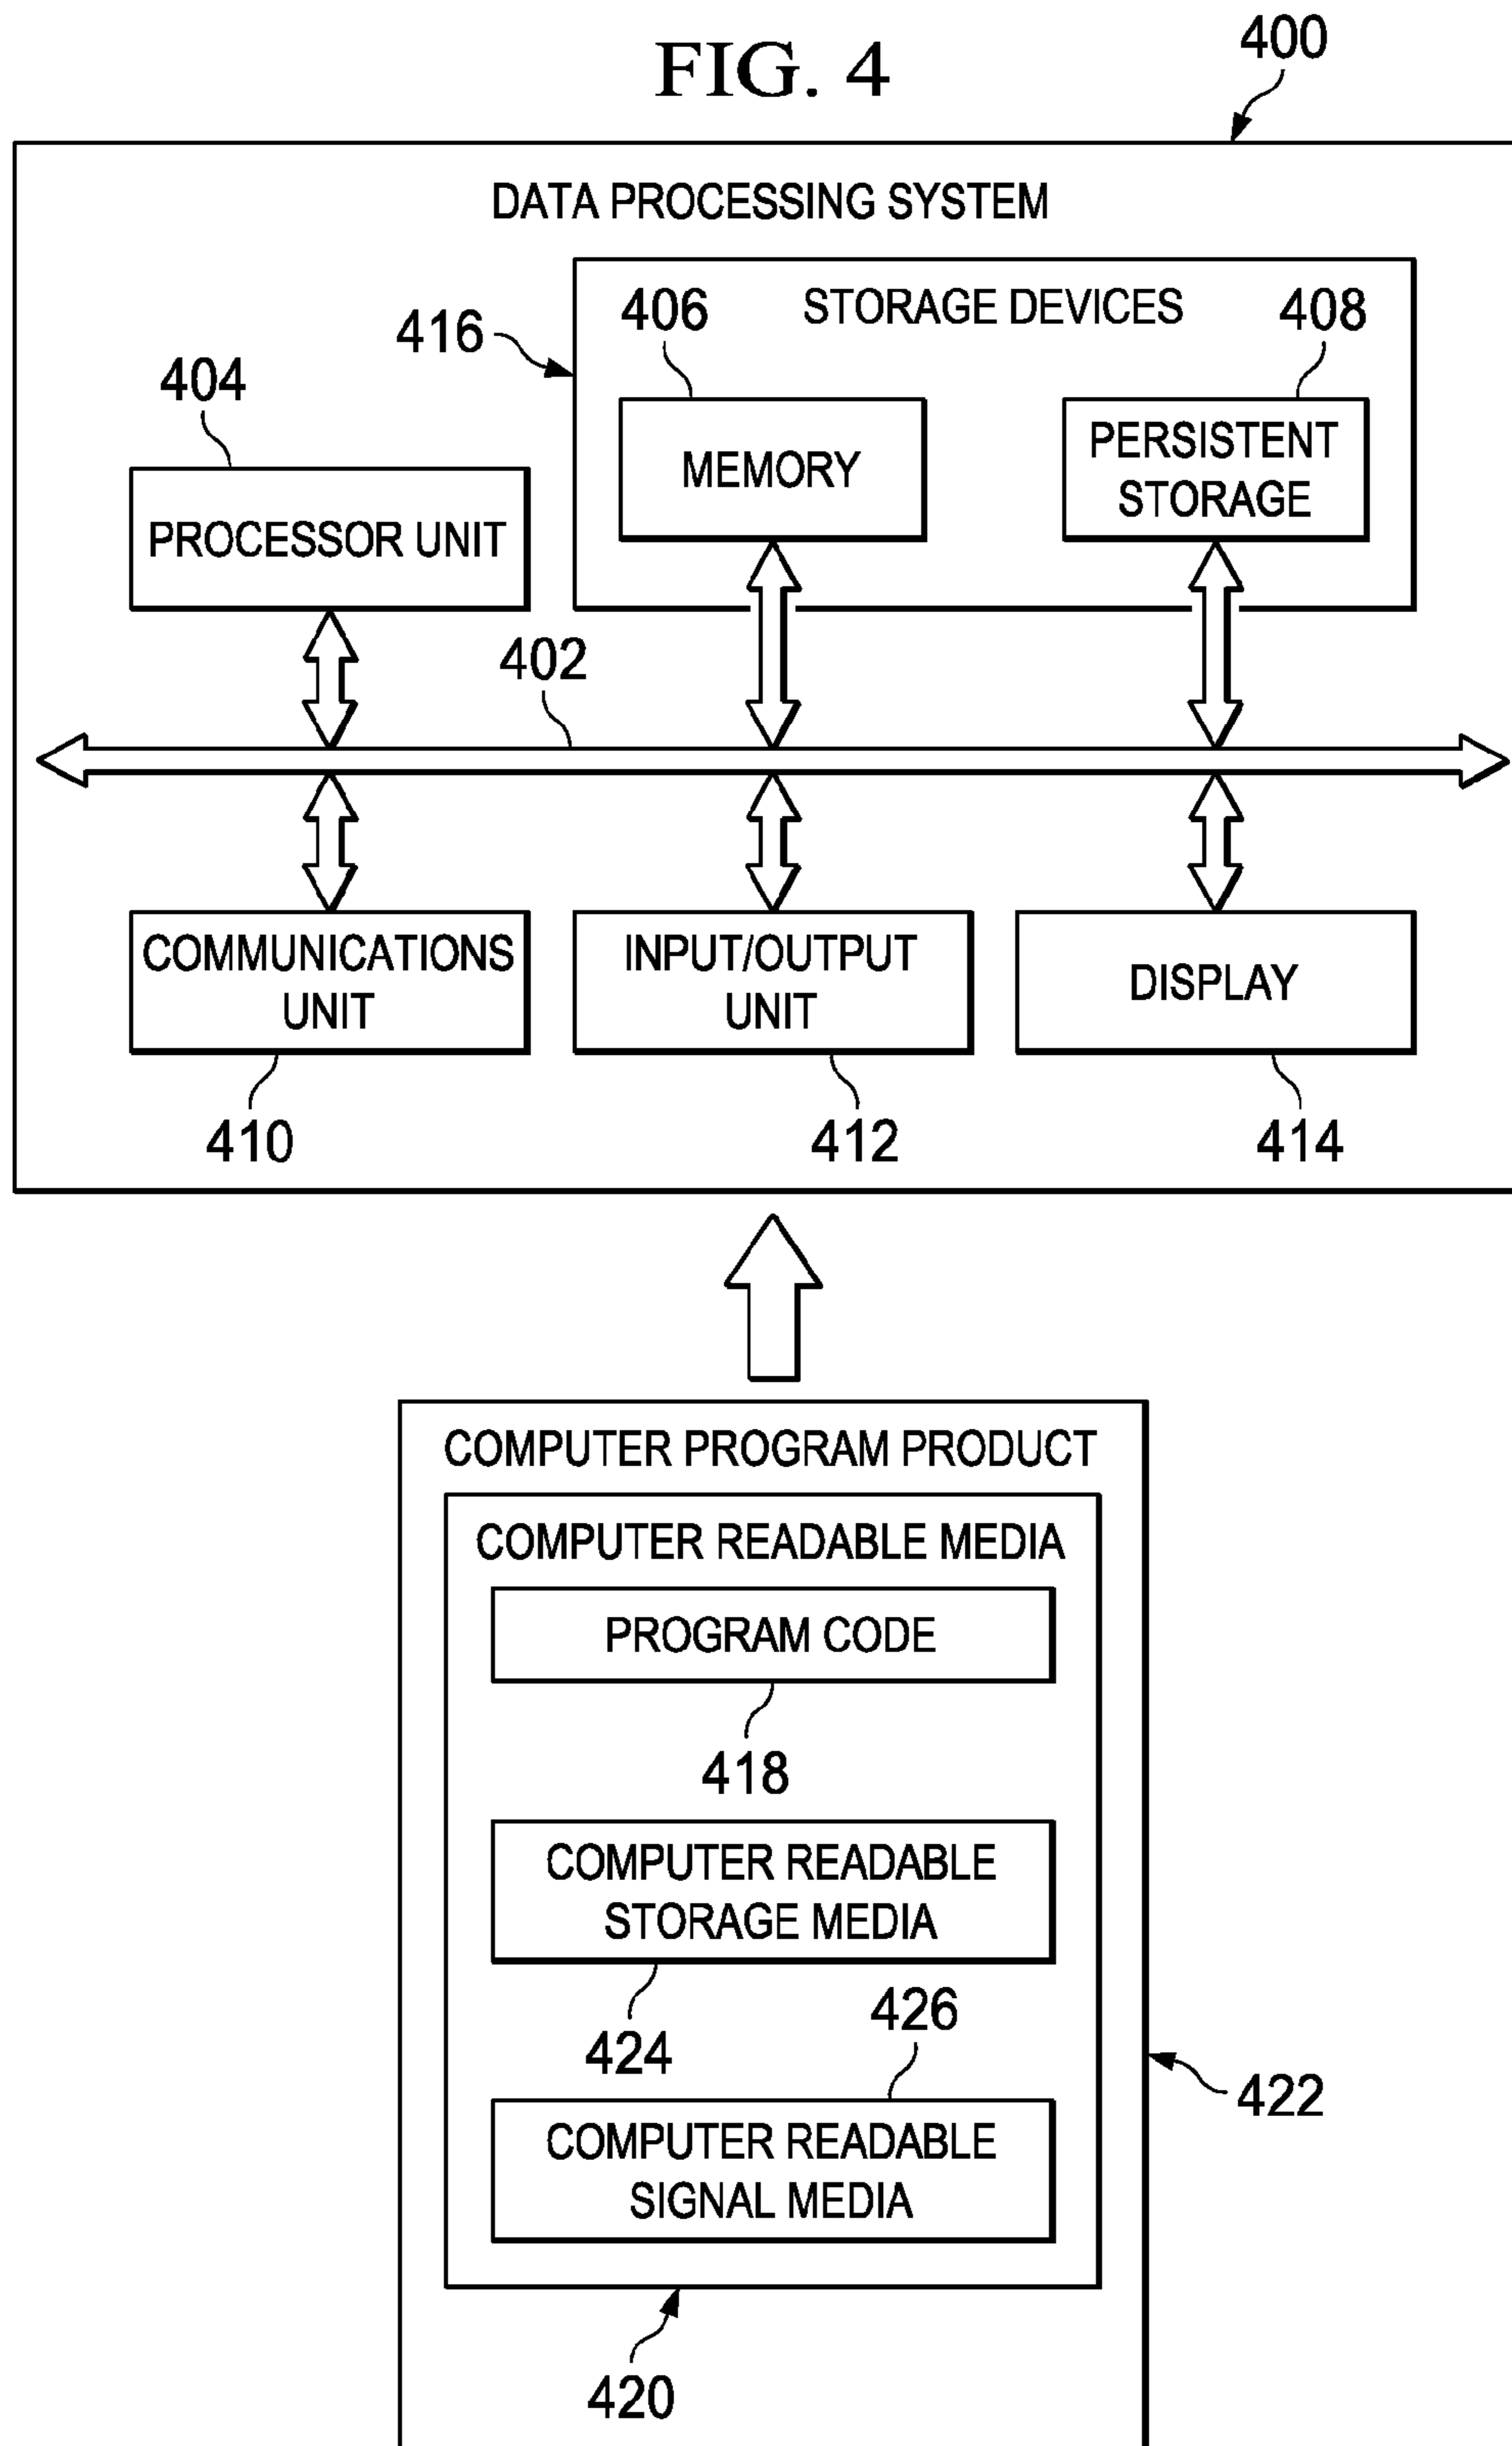 FIG. 4
400
DATA PROCESSING SYSTEM
416
406
STORAGE DEVICES
408
404
MEMORY
PERSISTENT
STORAGE
PROCESSOR UNIT
402
COMMUNICATIONS
UNIT
INPUT/OUTPUT
UNIT
DISPLAY
410
412
414
COMPUTER PROGRAM PRODUCT
COMPUTER READABLE MEDIA
PROGRAM CODE
418
COMPUTER READABLE
STORAGE MEDIA
424
426
COMPUTER READABLE
SIGNAL MEDIA
422
420